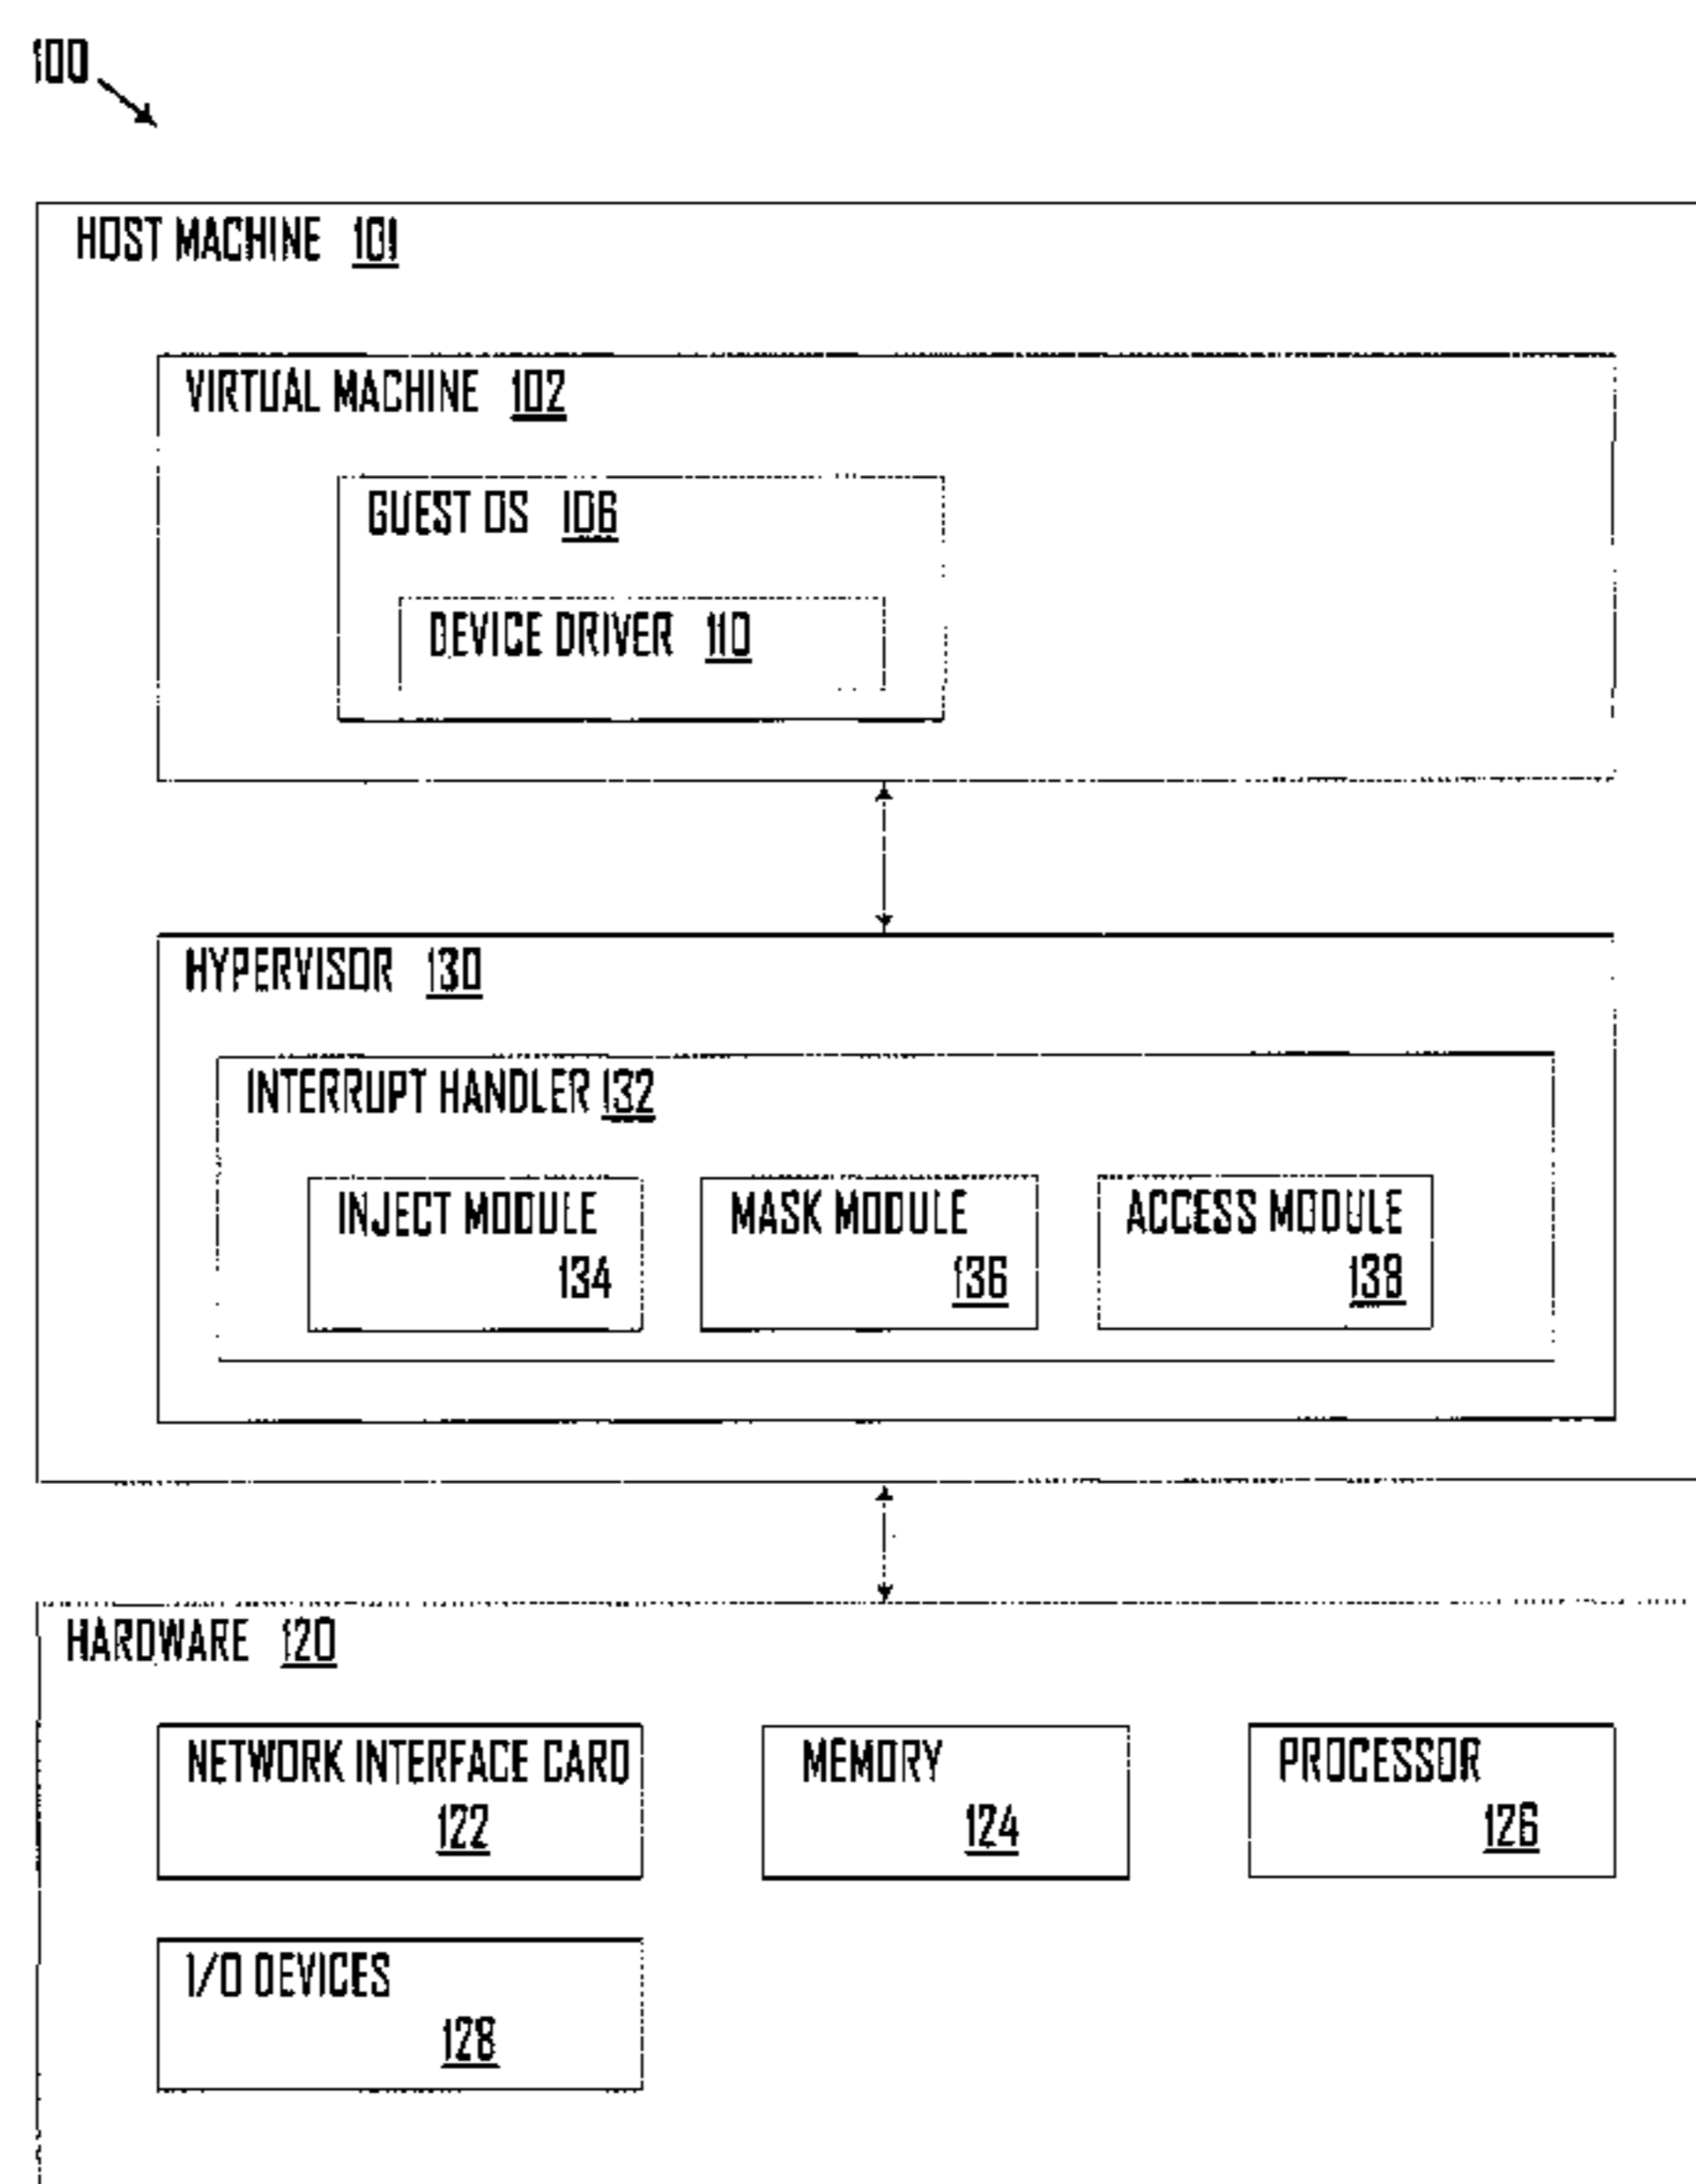 100
HOST MACHINE 101
VIRTUAL MACHINE 102
GUEST OS 106
DEVICE DRIVER 110
HYPERVISOR 130
INTERRUPT HANDLER 132
INJECT MODULE
134
MASK MODULE
136
ACCESS MODULE
138
HARDWARE 120
NETWORK INTERFACE CARD
122
MEMORY
124
PROCESSOR
126
I/O DEVICES
128